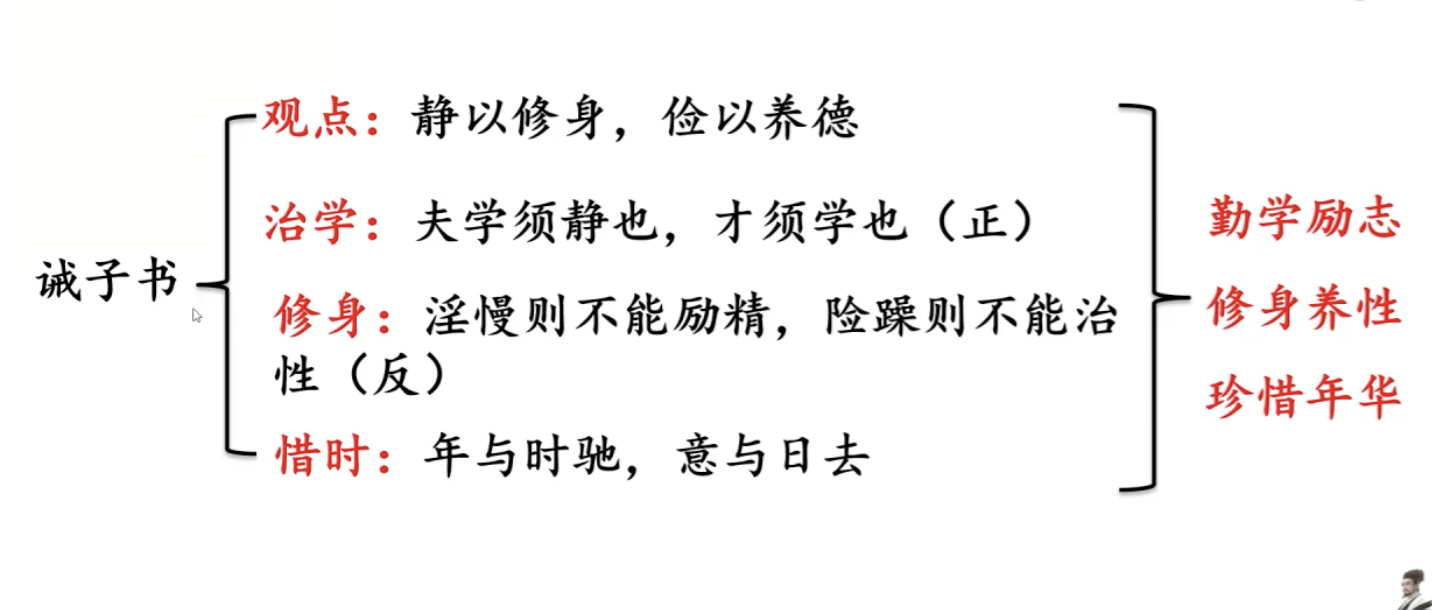 诫子书
观点：静以修身，俭以养德
治学：夫学须静也，才须学也（正）
修身：淫慢则不能励精，险躁则不能治
性（反）
惜时：年与时驰，意与日去
勤学励志
修身养性
珍惜年华